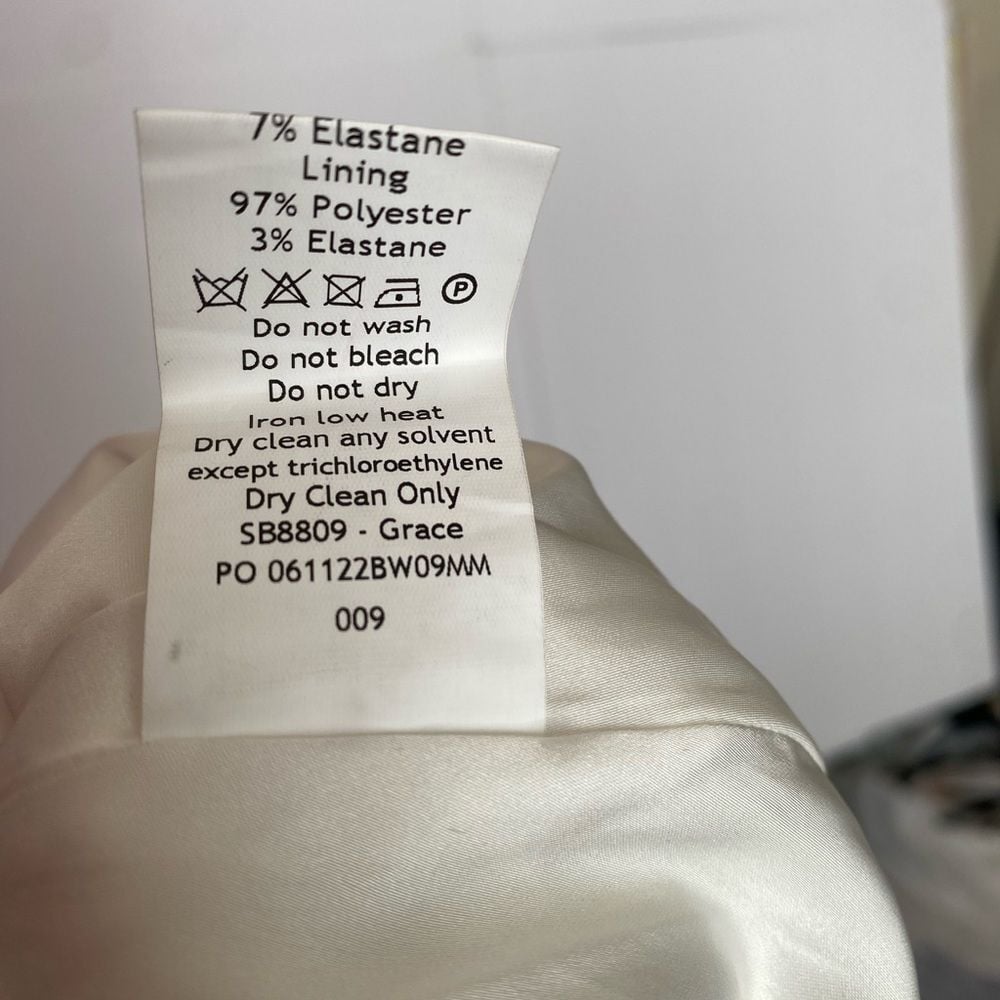 7% Elastane
Lining
97% Polyester
3% Elastane
P
Do not wash
Do not bleach
Do not dry
Iron low heat
Dry clean any solvent
except trichloroethylene
Dry Clean Only
SB8809 - Grace
PO 061122BW09MM
009